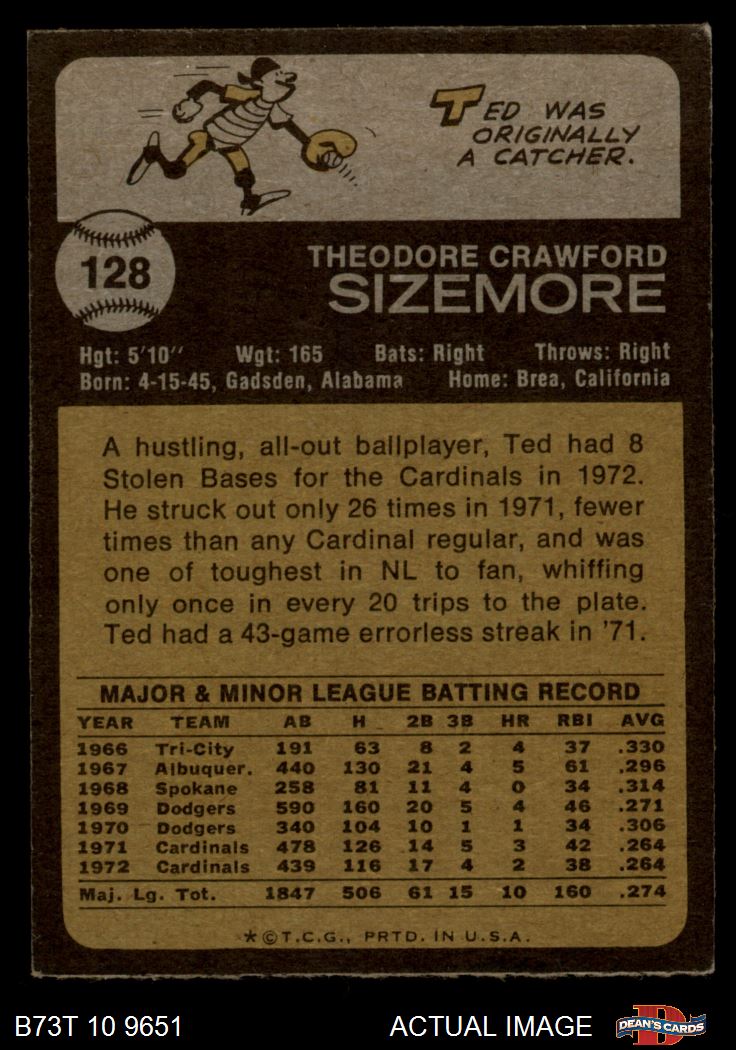 TED WAS
ORIGINALLY
A CATCHER.
128
THEODORE CRAWFORD
SIZEMORE
Hgt: 5'10" Wgt: 165 Bats: Right Throws: Right
Born: 4-15-45, Gadsden, Alabama Home: Brea, California
A hustling, all-out ballplayer, Ted had 8
Stolen Bases for the Cardinals in 1972.
He struck out only 26 times in 1971, fewer
times than any Cardinal regular, and was
one of toughest in NL to fan, whiffing
only once in every 20 trips to the plate.
Ted had a 43-game errorless streak in '71.
MAJOR & MINOR LEAGUE BATTING RECORD
YEAR TEAM AB H 2B 3B HR RBI AVG
1966 Tri-City 191 63 8 2 4 37 .330
1967 Albuquer. 440 130 21 4 5 61 .296
1968 Spokane 258 81 11 4 0 34 .314
1969 Dodgers 590 160 20 5 4 46 .271
1970 Dodgers 340 104 10 1 1 34 .306
1971 Cardinals 478 126 14 5 3 42 .264
1972 Cardinals 439 116 17 4 2 38 .264
Maj. Lg. Tot. 1847 506 61 15 10 160 .274
*©T.C.G., PRTD. IN U.S.A.
B73T 10 9651 ACTUAL IMAGE D DEAN'S CARDS